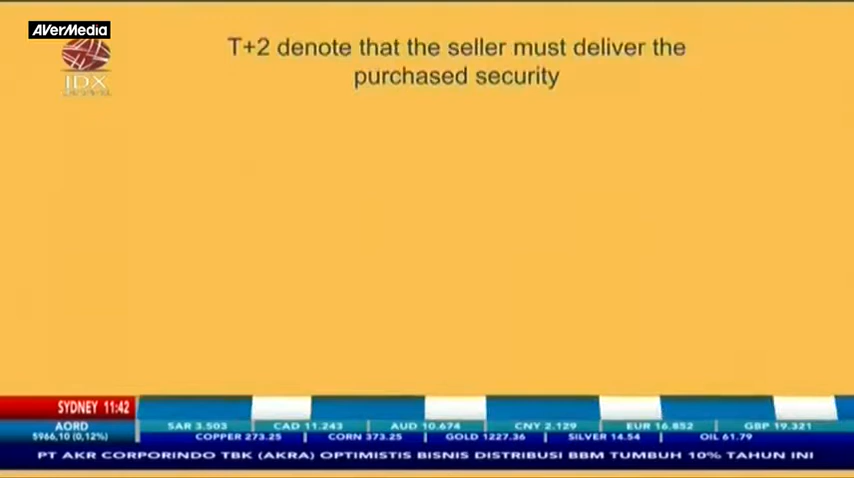 AVerMedia
IDX
T+2 denote that the seller must deliver the
purchased security
SYDNEY 11:42
AORD
5966,10 (0,12%)
SAR 3.503 CAD 11.243 AUD 10.674 CNY 2.129 EUR 16.852 GBP 19.321
COPPER 273.25 CORN 373.25 GOLD 1227.36 SILVER 14.54 OIL 61.79
PT AKR CORPORINDO TBK (AKRA) OPTIMISTIS BISNIS DISTRIBUSI BBM TUMBUH 10% TAHUN INI